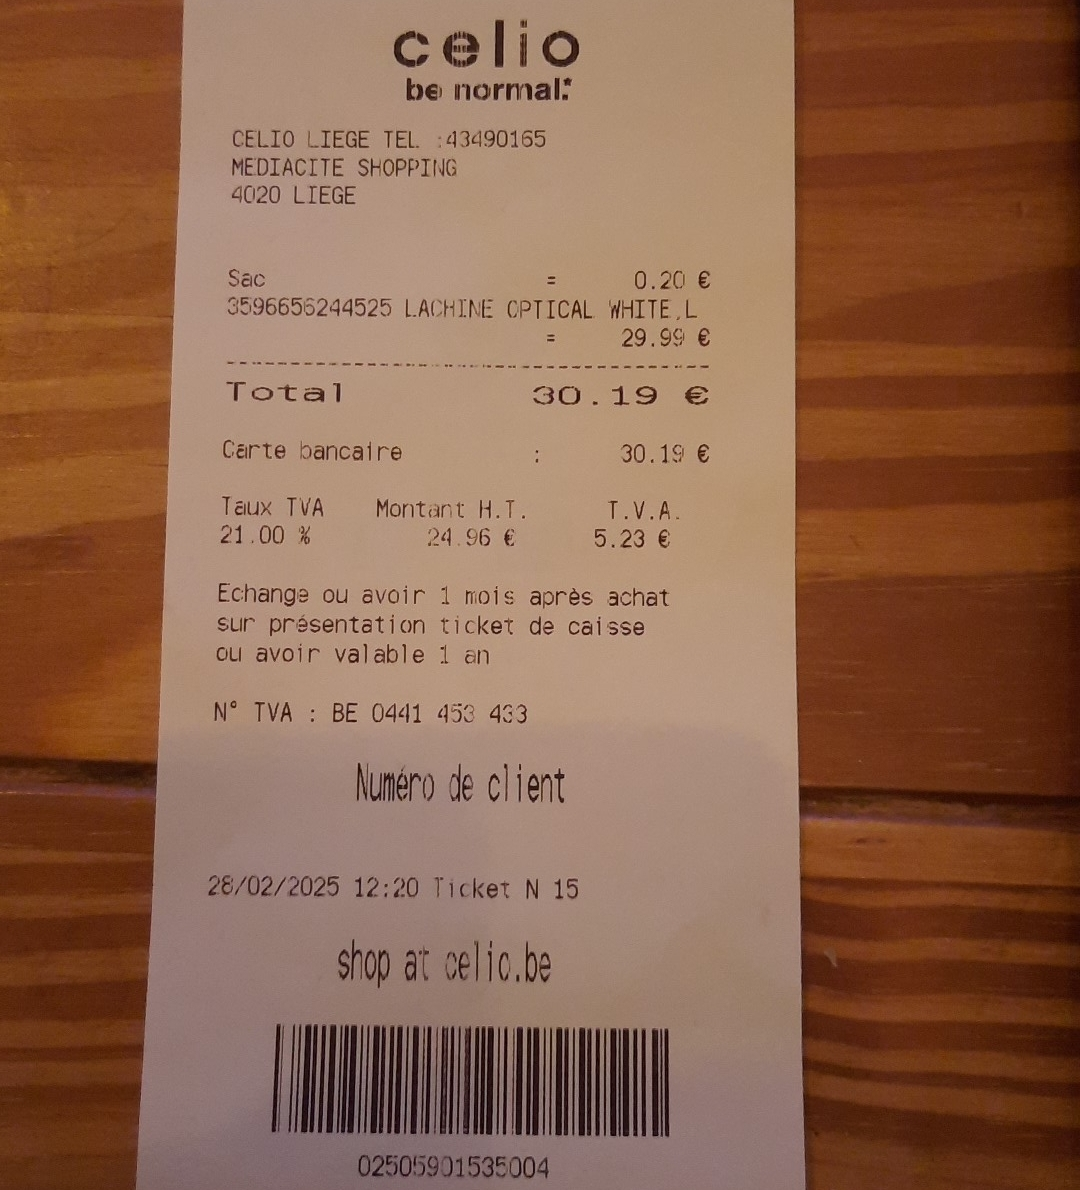 celio
be normal:*
CELIO LIEGE TEL :43490165
MEDIACITE SHOPPING
4020 LIEGE
Sac = 0.20 €
3596656244525 LACHINE OPTICAL WHITE,L
= 29.99 €
Total 30.19 €
Carte bancaire : 30.19 €
Taux TVA Montant H.T. T.V.A.
21.00 % 24.96 € 5.23 €
Echange ou avoir 1 mois après achat
sur présentation ticket de caisse
ou avoir valable 1 an
N° TVA : BE 0441 453 433
Numéro de client
28/02/2025 12:20 Ticket N 15
shop at celio.be
02505901535004